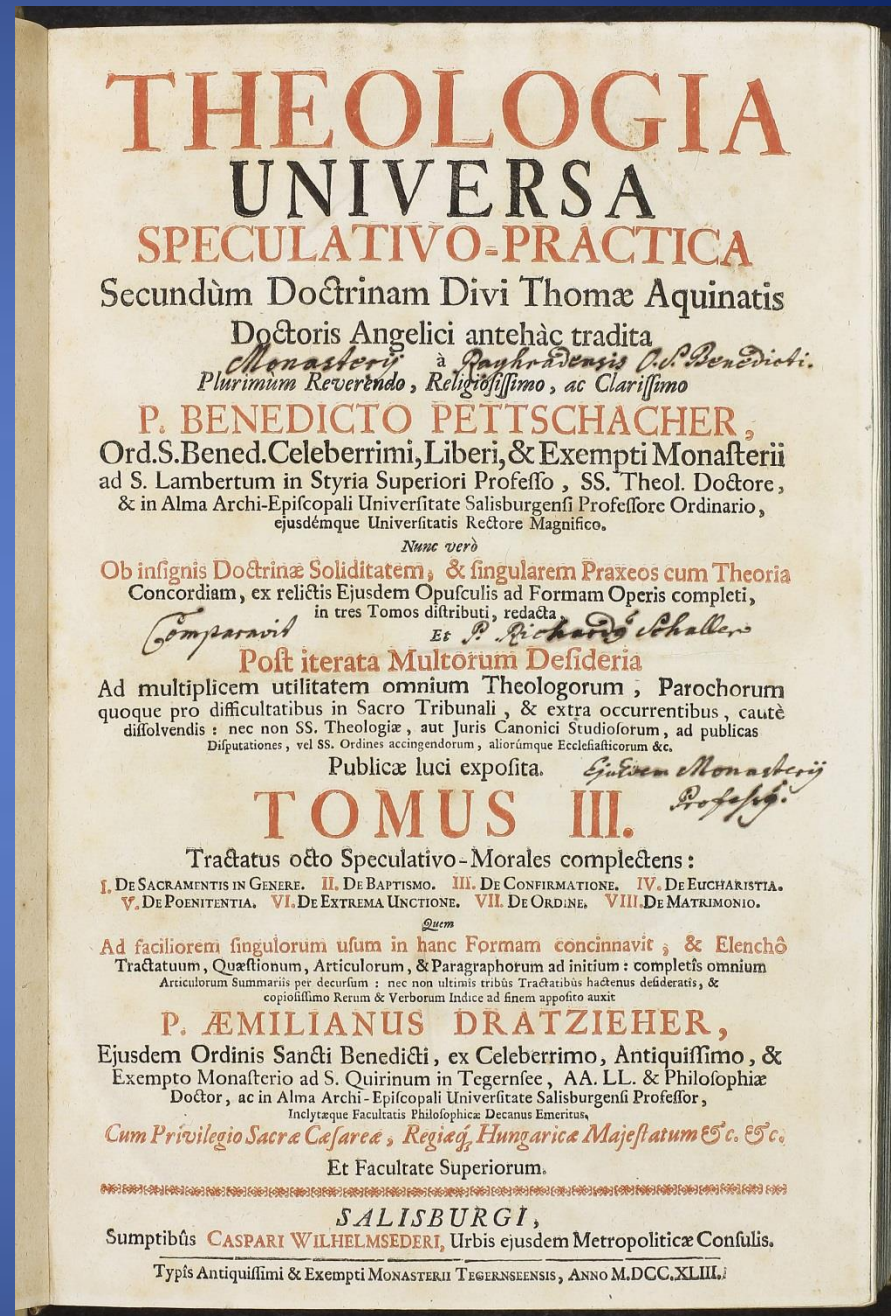 THEOLOGIA
UNIVERSA
SPECULATIVO-PRACTICA
Secundùm Doctrinam Divi Thomæ Aquinatis
Doctoris Angelici antehàc tradita
Monasterij à Rayhradensis O.S. Benedicti.
Plurimùm Reverendo, Religiosissimo, ac Clarissimo
P. BENEDICTO PETTSCHACHER,
Ord.S.Bened.Celeberrimi, Liberi, & Exempti Monasterii
ad S. Lambertum in Styria Superiori Professo, SS. Theol. Doctore,
& in Alma Archi-Episcopali Universitate Salisburgensi Professore Ordinario,
ejusdémque Universitatis Rectore Magnifico.
Nunc verò
Ob insignis Doctrinæ Soliditatem, & singularem Praxeos cum Theoria
Concordiam, ex relictis Ejusdem Opusculis ad Formam Operis completi,
in tres Tomos distributi, redacta,
Comparavit Et P. Richardq Schaller
Post iterata Multorum Desideria
Ad multiplicem utilitatem omnium Theologorum, Parochorum
quoque pro difficultatibus in Sacro Tribunali, & extra occurrentibus, cautè
dissolvendis: nec non SS. Theologiæ, aut Juris Canonici Studiosorum, ad publicas
Disputationes, vel SS. Ordines accingendorum, aliorúmque Ecclesiasticorum &c.
Publicæ luci exposita. Ejusdem Monasterij
Professq.
TOMUS III.
Tractatus octo Speculativo-Morales complectens:
I. DE SACRAMENTIS IN GENERE. II. DE BAPTISMO. III. DE CONFIRMATIONE. IV. DE EUCHARISTIA.
V. DE POENITENTIA. VI. DE EXTREMA UNCTIONE. VII. DE ORDINE. VIII. DE MATRIMONIO.
Quem
Ad faciliorem singulorum usum in hanc Formam concinnavit, & Elenchô
Tractatuum, Quæstionum, Articulorum, & Paragraphorum ad initium: completîs omnium
Articulorum Summariis per decursum: nec non ultimis tribûs Tractatibûs hactenus desideratis, &
copiosissimo Rerum & Verborum Indice ad finem apposito auxit
P. ÆMILIANUS DRATZIEHER,
Ejusdem Ordinis Sancti Benedicti, ex Celeberrimo, Antiquissimo, &
Exempto Monasterio ad S. Quirinum in Tegernsee, AA. LL. & Philosophiæ
Doctor, ac in Alma Archi-Episcopali Universitate Salisburgensi Professor,
Inclytæque Facultatis Philosophicæ Decanus Emeritus,
Cum Privilegio Sacræ Cæsareæ, Regiæq́; Hungaricæ Majestatum &c. &c.
Et Facultate Superiorum.
SALISBURGI,
Sumptibûs CASPARI WILHELMSEDERI, Urbis ejusdem Metropoliticæ Consulis.
Typîs Antiquissimi & Exempti MONASTERII TEGERNSEENSIS, ANNO M.DCC.XLIII.